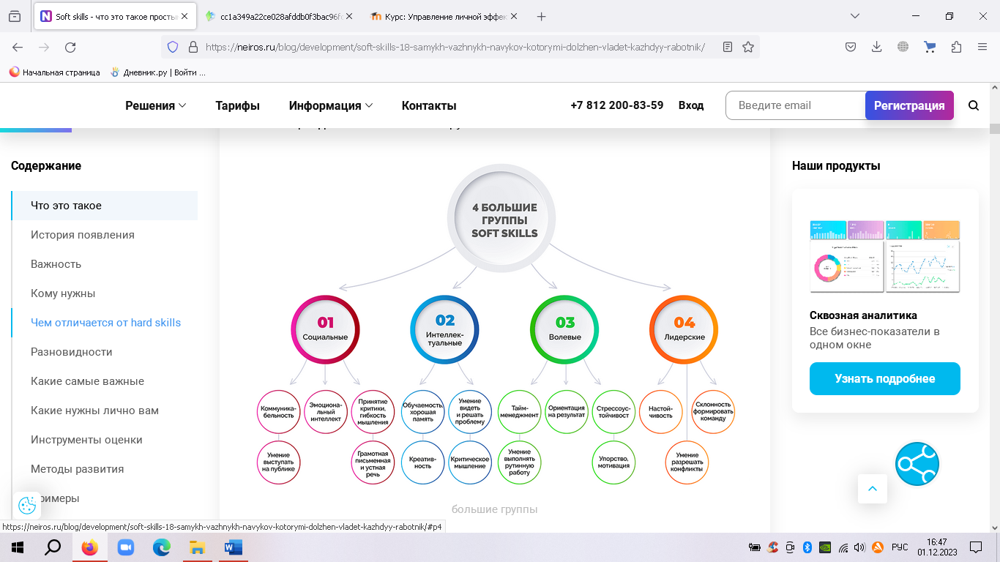 Soft skills - что это такое простым
cc1a349a22ce028afddb0f3bac96f
Курс: Управление личной эффек
https://neiros.ru/blog/development/soft-skills-18-samykh-vazhnykh-navykov-kotorymi-dolzhen-vladet-kazhdyy-rabotnik/
Начальная страница
Дневник.ру | Войти ...
Решения
Тарифы
Информация
Контакты
+7 812 200-83-59
Вход
Введите email
Регистрация
Содержание
Что это такое
История появления
Важность
Кому нужны
Чем отличается от hard skills
Разновидности
Какие самые важные
Какие нужны лично вам
Инструменты оценки
Методы развития
римеры
4 БОЛЬШИЕ
ГРУППЫ
SOFT SKILLS
01
Социальные
02
Интеллек-
туальные
03
Волевые
04
Лидерские
Коммуника-
бельность
Эмоциона-
льный
интеллект
Принятие
критики,
гибкость
мышления
Обучаемость,
хорошая
память
Умение
видеть
и решать
проблему
Тайм-
менеджмент
Ориентация
на результат
Стрессоус-
тойчивост
Настой-
чивость
Склонность
формировать
команду
Умение
выступать
на публике
Грамотная
письменная
и устная
речь
Креатив-
ность
Критическое
мышление
Умение
выполнять
рутинную
работу
Упорство,
мотивация
Умение
разрешать
конфликты
большие группы
Наши продукты
Сквозная аналитика
Все бизнес-показатели в
одном окне
Узнать подробнее
https://neiros.ru/blog/development/soft-skills-18-samykh-vazhnykh-navykov-kotorymi-dolzhen-vladet-kazhdyy-rabotnik/#p4
РУС
16:47
01.12.2023